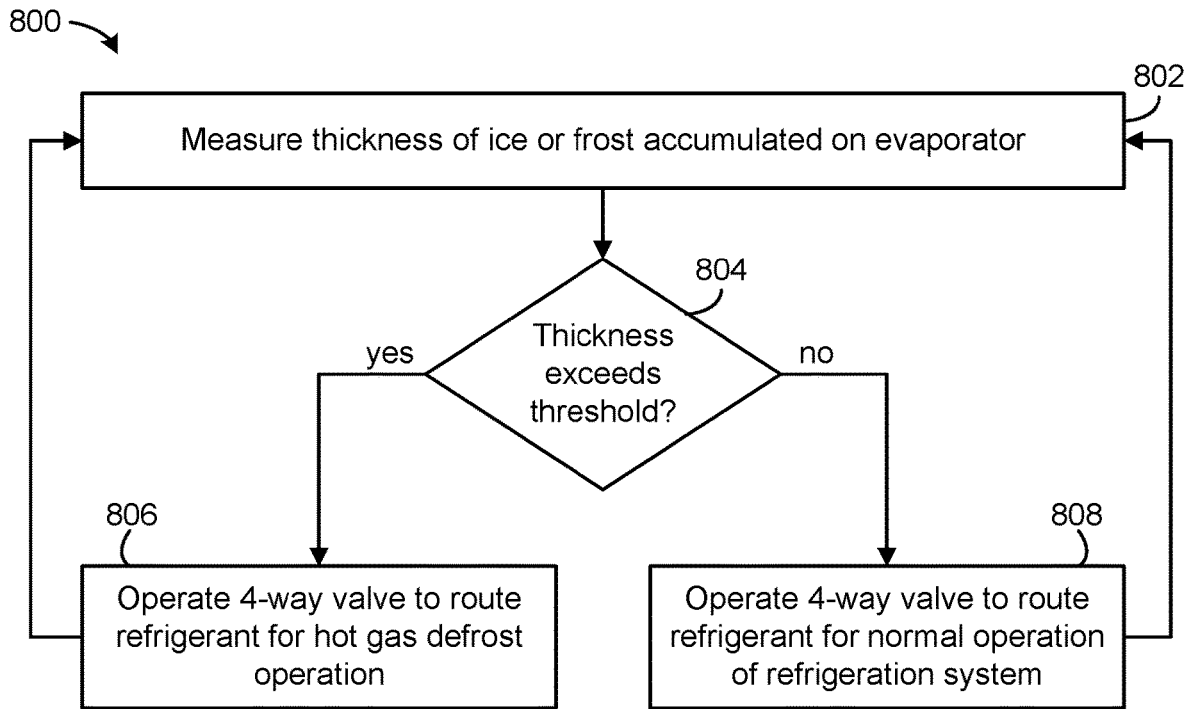 800
802
Measure thickness of ice or frost accumulated on evaporator
804
Thickness
exceeds
threshold?
yes
no
806
808
Operate 4-way valve to route
refrigerant for hot gas defrost
operation
Operate 4-way valve to route
refrigerant for normal operation
of refrigeration system